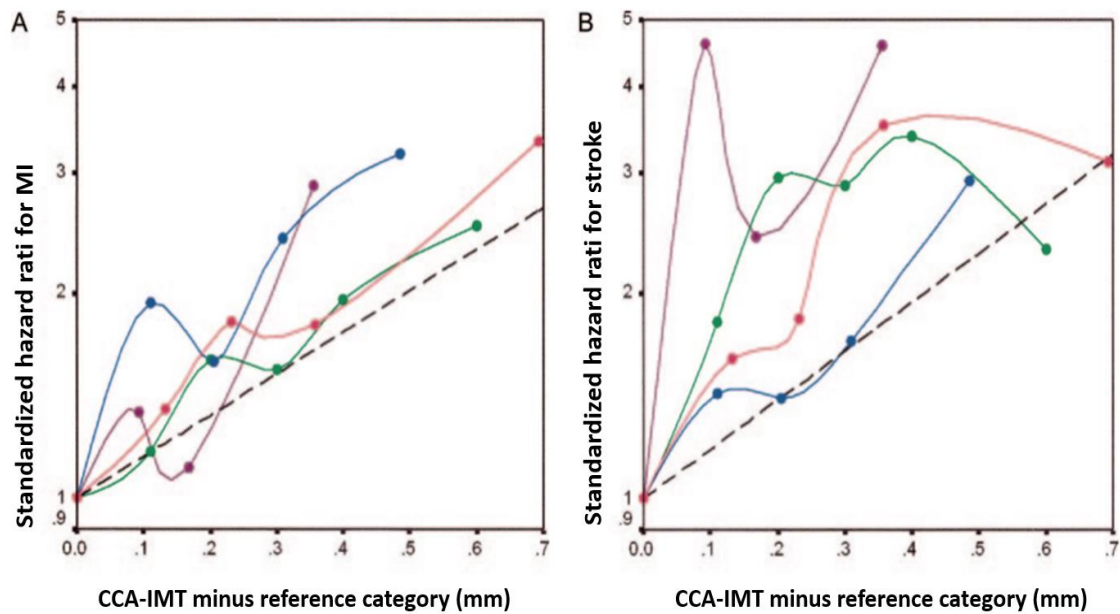 A
Standardized hazard rati for MI
5
4
3
2
1
.9
0.0 .1 .2 .3 .4 .5 .6 .7
CCA-IMT minus reference category (mm)
B
Standardized hazard rati for stroke
5
4
3
2
1
.9
0.0 .1 .2 .3 .4 .5 .6 .7
CCA-IMT minus reference category (mm)